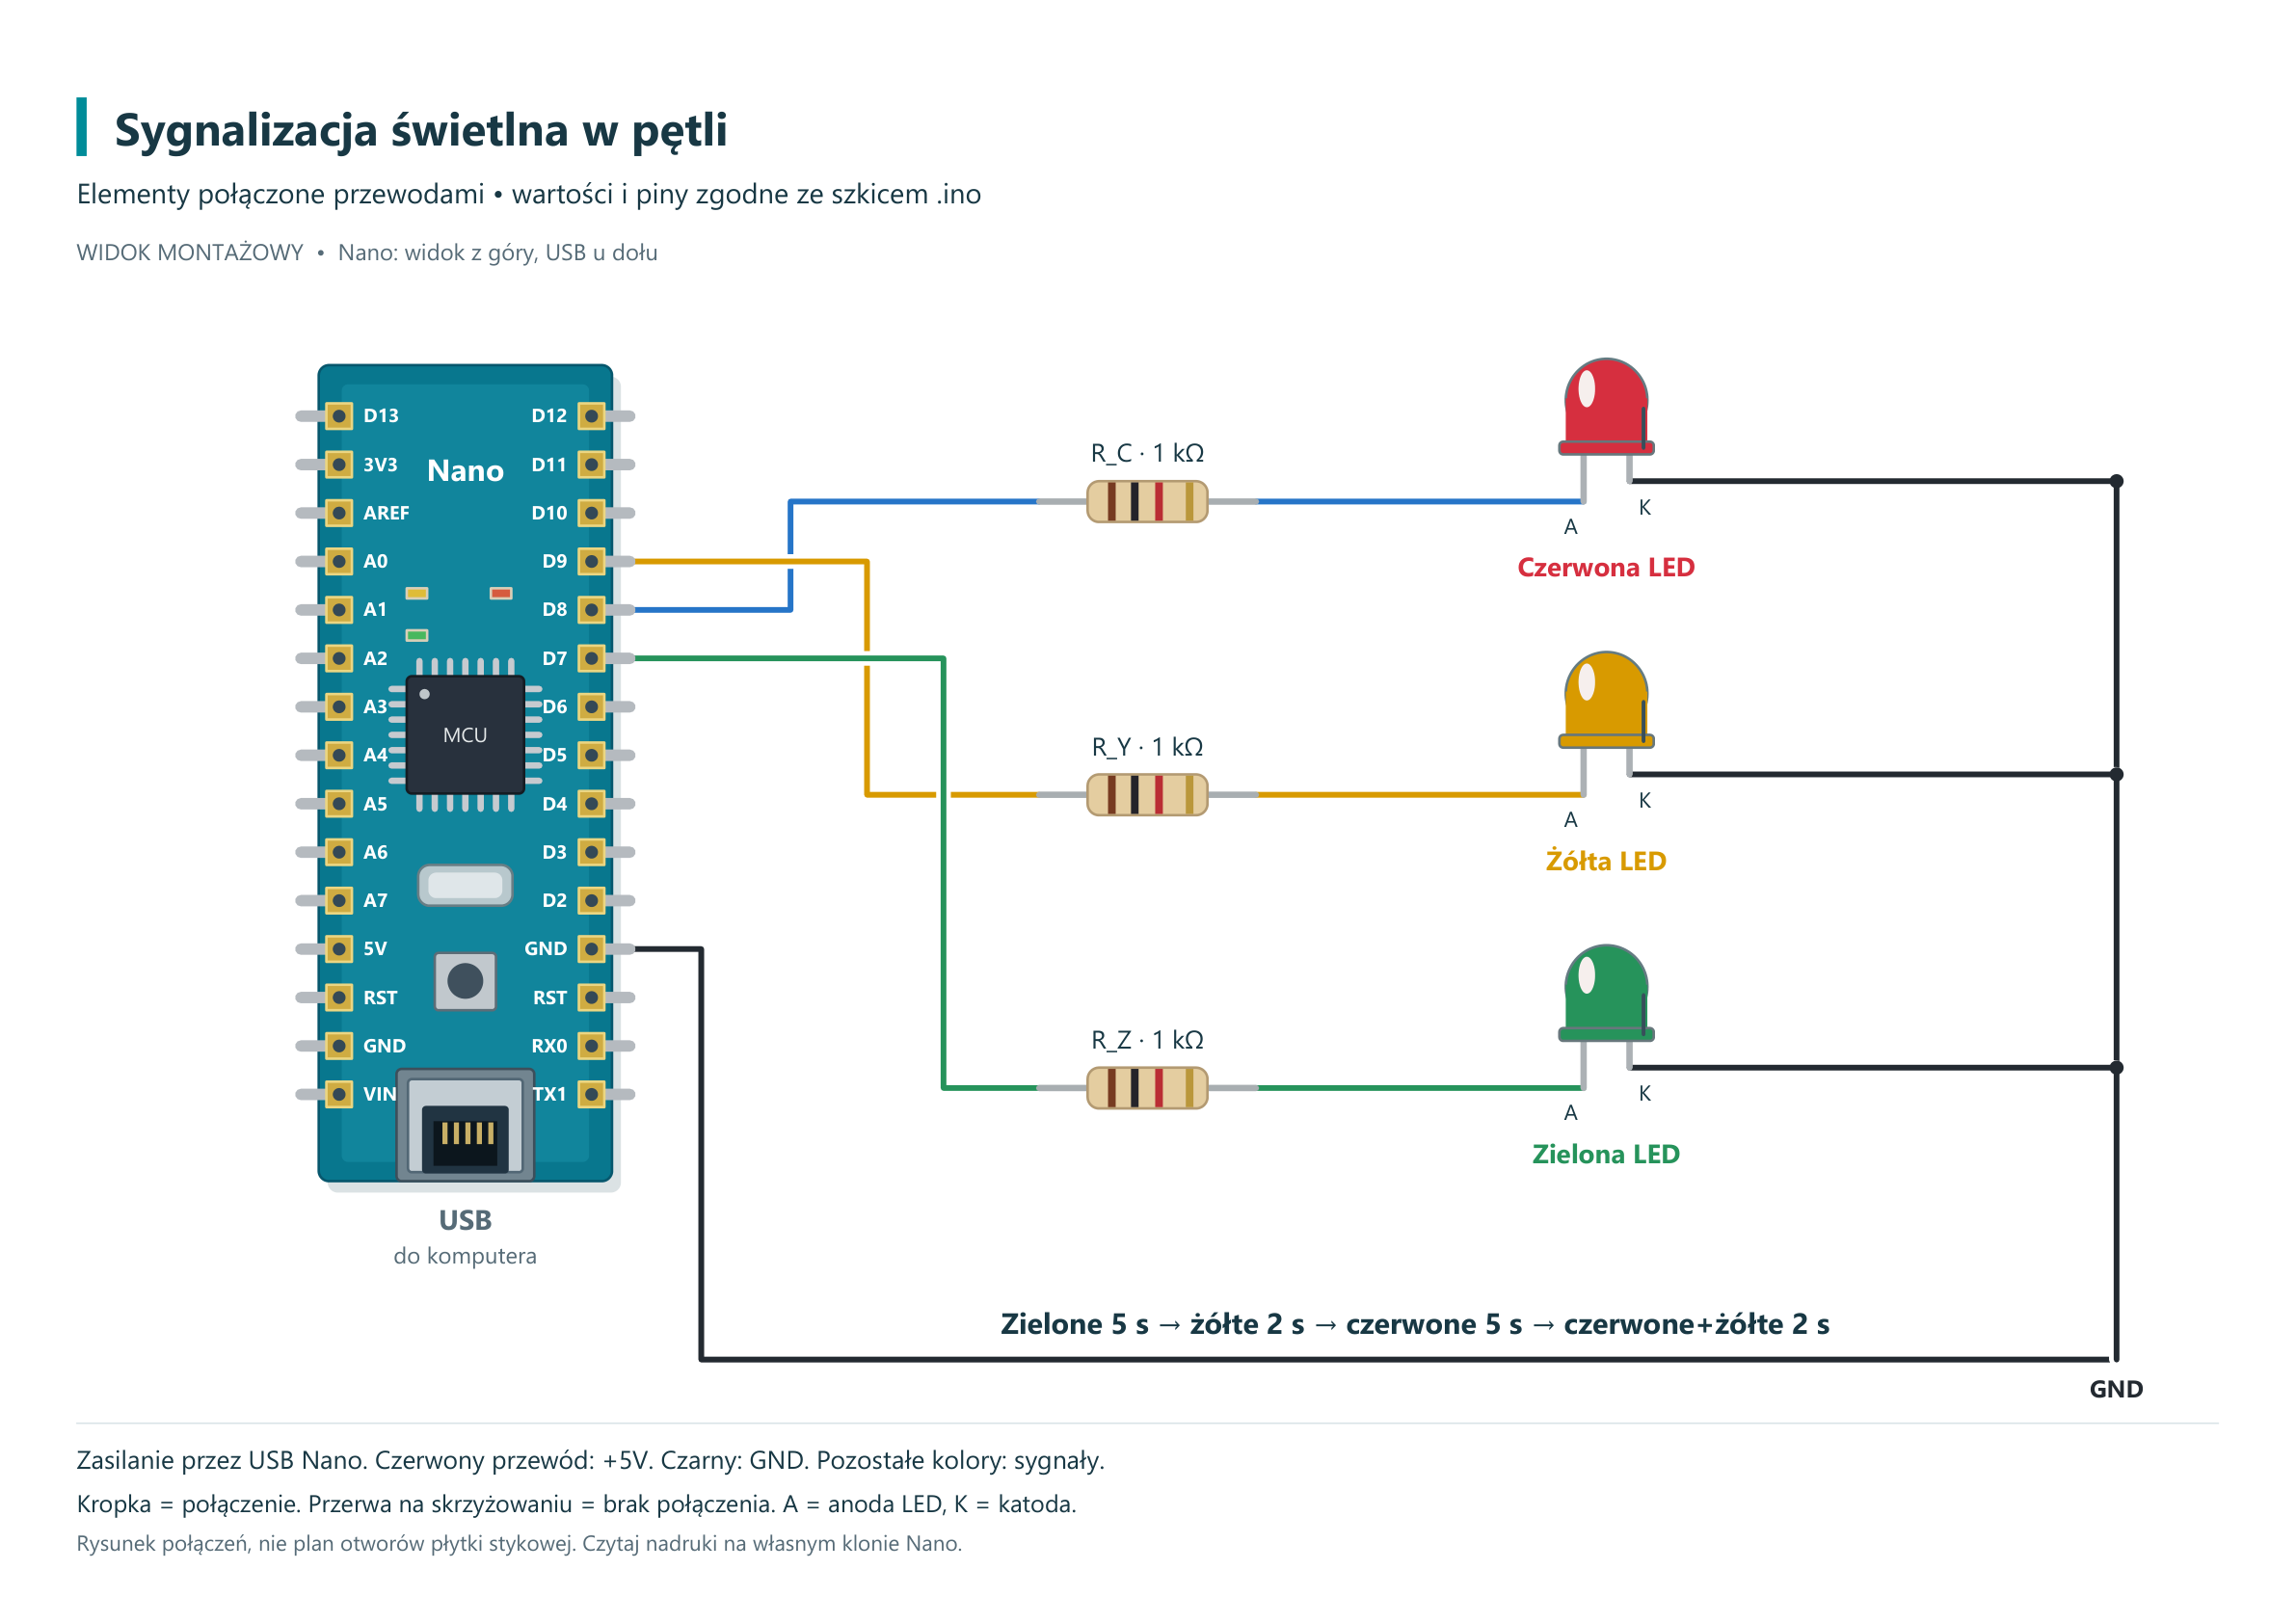 Sygnalizacja świetlna w pętli
Elementy połączone przewodami • wartości i piny zgodne ze szkicem .ino
WIDOK MONTAŻOWY • Nano: widok z góry, USB u dołu
D13 D12
3V3 Nano D11
AREF D10
A0 D9
A1 D8
A2 D7
A3 D6
MCU
A4 D5
A5 D4
A6 D3
A7 D2
5V GND
RST RST
GND RX0
VIN TX1
USB
do komputera
R_C · 1 kΩ
A K
Czerwona LED
R_Y · 1 kΩ
A K
Żółta LED
R_Z · 1 kΩ
A K
Zielona LED
Zielone 5 s → żółte 2 s → czerwone 5 s → czerwone+żółte 2 s
GND
Zasilanie przez USB Nano. Czerwony przewód: +5V. Czarny: GND. Pozostałe kolory: sygnały.
Kropka = połączenie. Przerwa na skrzyżowaniu = brak połączenia. A = anoda LED, K = katoda.
Rysunek połączeń, nie plan otworów płytki stykowej. Czytaj nadruki na własnym klonie Nano.